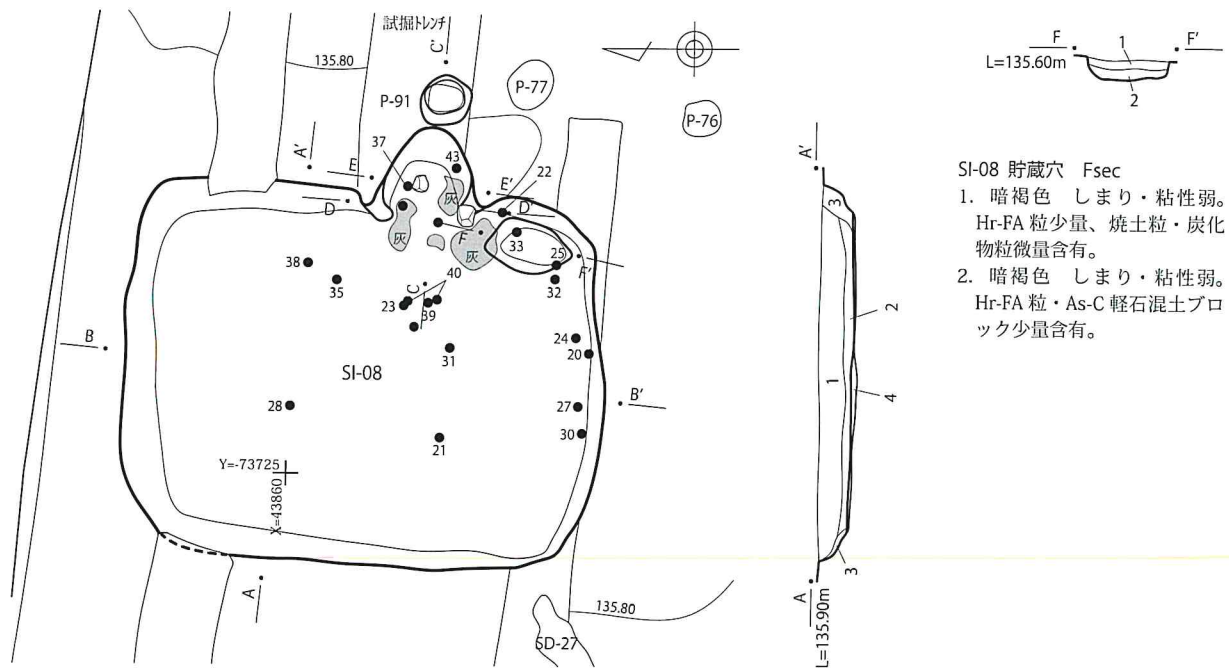 試掘トレンチ
C'
135.80
P-91
P-77
P-76
A'
E
37
43
灰
E'
22
D
D'
灰
F
33
灰
25
F'
38
35
40
32
C
23
39
24
20
31
B
SI-08
B'
28
27
30
21
Y=-73725
X=43860
A
135.80
SD-27
A'
3
2
1
4
3
A
L=135.90m
F
1
F'
L=135.60m
2
SI-08 貯蔵穴 Fsec
1. 暗褐色 しまり・粘性弱。
Hr-FA 粒少量、焼土粒・炭化
物粒微量含有。
2. 暗褐色 しまり・粘性弱。
Hr-FA 粒・As-C 軽石混土ブロ
ック少量含有。